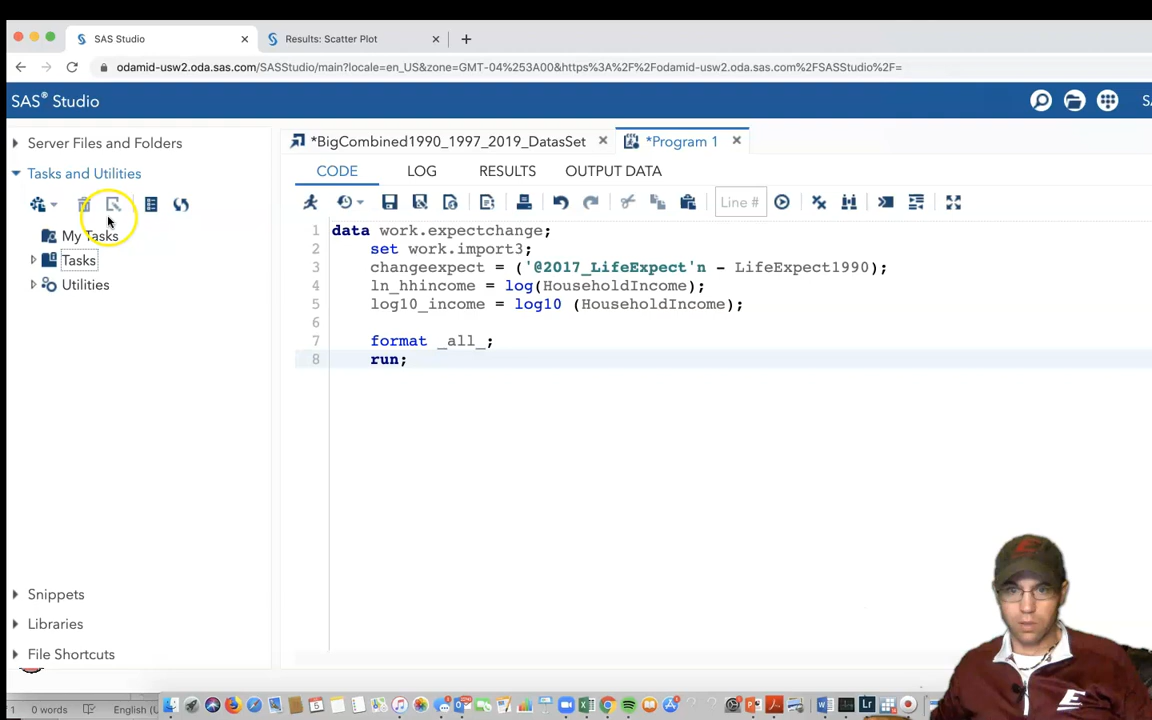 SAS Studio
Results: Scatter Plot
odamid-usw2.oda.sas.com/SASStudio/main?locale=en_US&zone=GMT-04%253A00&https%3A%2F%2Fodamid-usw2.oda.sas.com%2FSASStudio%2F=
SAS® Studio
SA
Server Files and Folders
*BigCombined1990_1997_2019_DatasSet
*Program 1
Tasks and Utilities
CODE LOG RESULTS OUTPUT DATA
Line #
My Tasks
Tasks
Utilities
1 data work.expectchange;
2 set work.import3;
3 changeexpect = ('@2017_LifeExpect'n - LifeExpect1990);
4 ln_hhincome = log(HouseholdIncome);
5 log10_income = log10 (HouseholdIncome);
6
7 format _all_;
8 run;
Snippets
Libraries
File Shortcuts
0 words
English (U
E